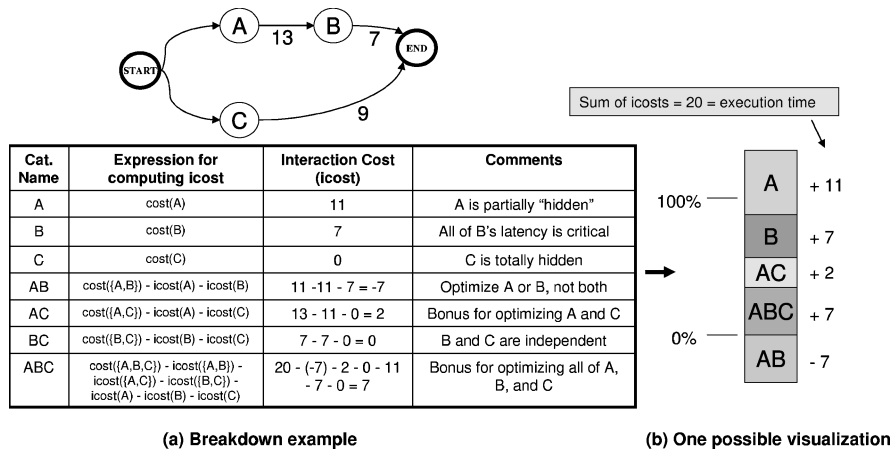 A
B
13
7
START
END
C
9
Sum of icosts = 20 = execution time
Cat. Name
Expression for computing icost
Interaction Cost (icost)
Comments
A
cost(A)
11
A is partially “hidden”
B
cost(B)
7
All of B's latency is critical
C
cost(C)
0
C is totally hidden
AB
cost({A,B}) - icost(A) - icost(B)
11 -11 - 7 = -7
Optimize A or B, not both
AC
cost({A,C}) - icost(A) - icost(C)
13 - 11 - 0 = 2
Bonus for optimizing A and C
BC
cost({B,C}) - icost(B) - icost(C)
7 - 7 - 0 = 0
B and C are independent
ABC
cost({A,B,C}) - icost({A,B}) -
icost({A,C}) - icost({B,C}) -
icost(A) - icost(B) - icost(C)
20 - (-7) - 2 - 0 - 11
- 7 - 0 = 7
Bonus for optimizing all of A,
B, and C
100%
0%
A
+ 11
B
+ 7
AC
+ 2
ABC
+ 7
AB
- 7
(a) Breakdown example
(b) One possible visualization